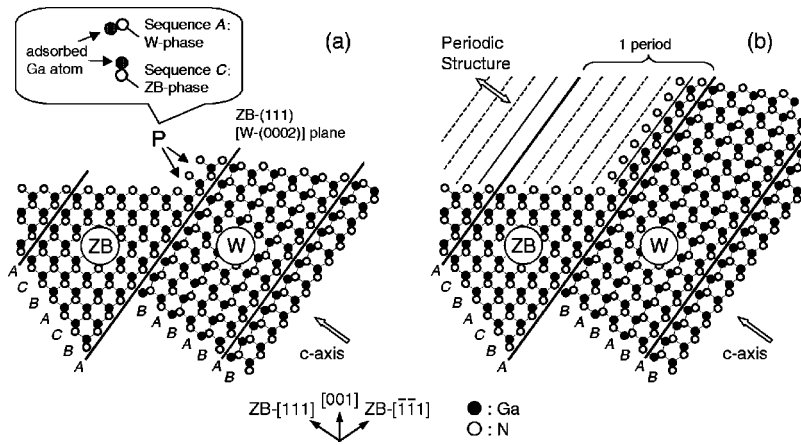 Sequence A:
W-phase
adsorbed
Ga atom
Sequence C:
ZB-phase
(a)
P
ZB-(111)
[W-(0002)] plane
ZB
W
A
C
B
A
C
B
A
B
A
B
A
B
A
B
c-axis
Periodic
Structure
1 period
(b)
ZB
W
A
C
B
A
C
B
A
B
A
B
A
B
A
B
c-axis
ZB-[111]
[001]
ZB-[1̅1̅1]
: Ga
: N